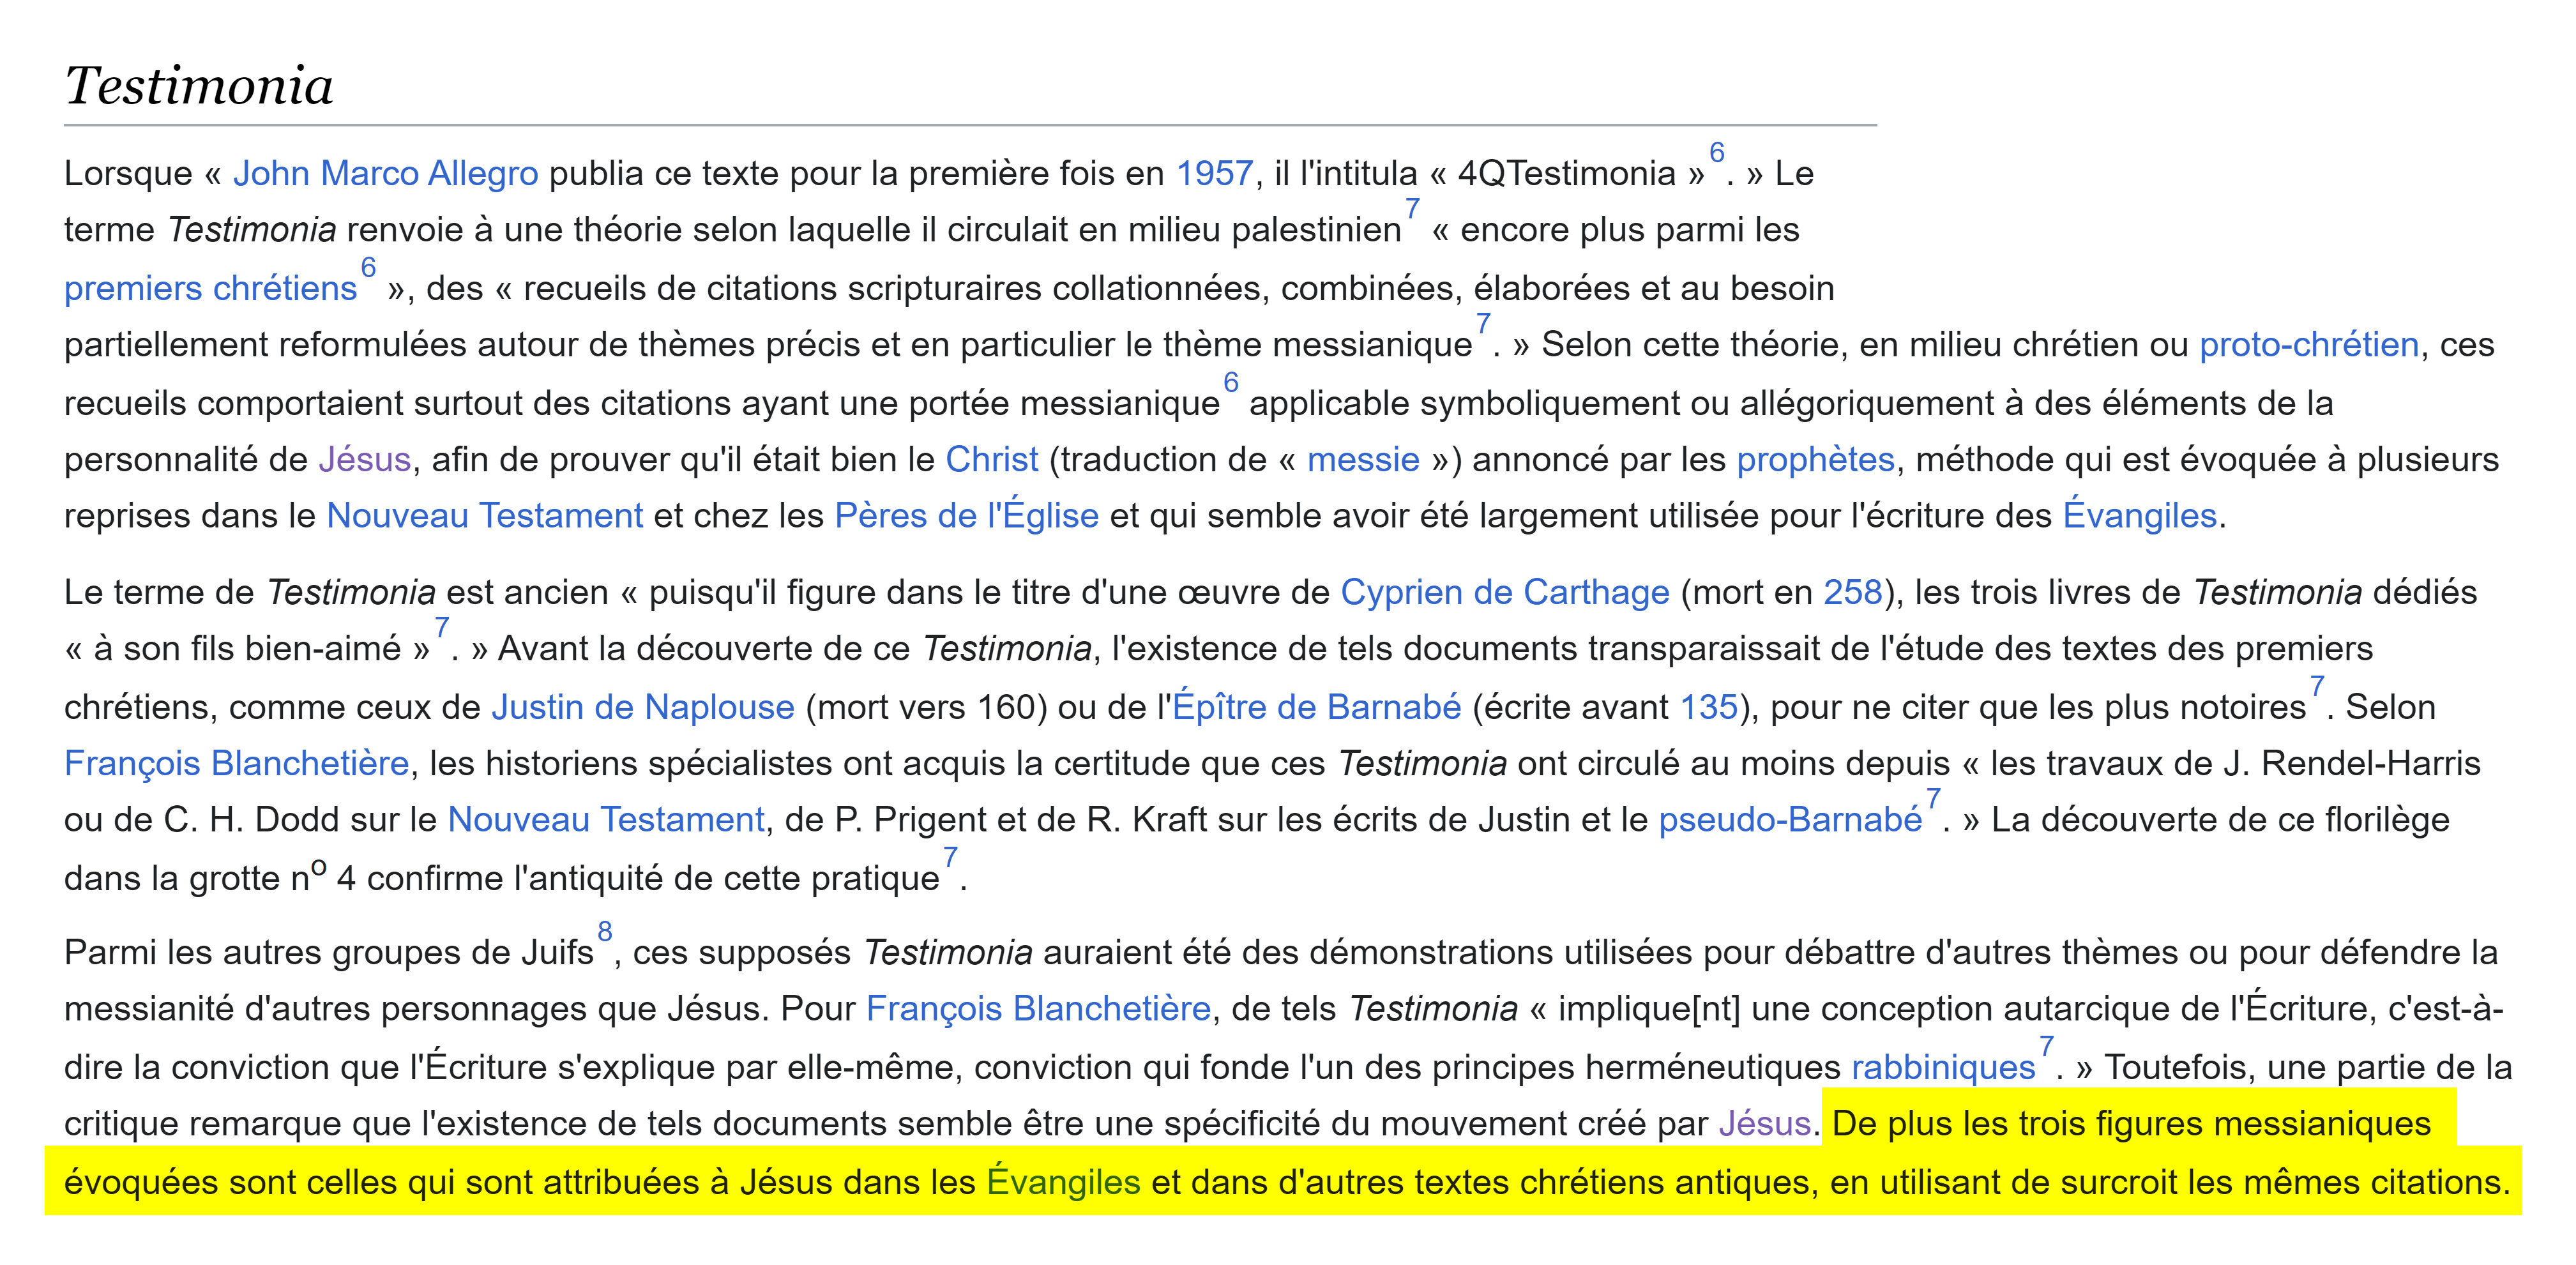 Testimonia
Lorsque « John Marco Allegro publia ce texte pour la première fois en 1957, il l'intitula « 4QTestimonia »6. » Le
terme Testimonia renvoie à une théorie selon laquelle il circulait en milieu palestinien7 « encore plus parmi les
premiers chrétiens6 », des « recueils de citations scripturaires collationnées, combinées, élaborées et au besoin
partiellement reformulées autour de thèmes précis et en particulier le thème messianique7. » Selon cette théorie, en milieu chrétien ou proto-chrétien, ces
recueils comportaient surtout des citations ayant une portée messianique6 applicable symboliquement ou allégoriquement à des éléments de la
personnalité de Jésus, afin de prouver qu'il était bien le Christ (traduction de « messie ») annoncé par les prophètes, méthode qui est évoquée à plusieurs
reprises dans le Nouveau Testament et chez les Pères de l'Église et qui semble avoir été largement utilisée pour l'écriture des Évangiles.
Le terme de Testimonia est ancien « puisqu'il figure dans le titre d'une œuvre de Cyprien de Carthage (mort en 258), les trois livres de Testimonia dédiés
« à son fils bien-aimé »7. » Avant la découverte de ce Testimonia, l'existence de tels documents transparaissait de l'étude des textes des premiers
chrétiens, comme ceux de Justin de Naplouse (mort vers 160) ou de l'Épître de Barnabé (écrite avant 135), pour ne citer que les plus notoires7. Selon
François Blanchetière, les historiens spécialistes ont acquis la certitude que ces Testimonia ont circulé au moins depuis « les travaux de J. Rendel-Harris
ou de C. H. Dodd sur le Nouveau Testament, de P. Prigent et de R. Kraft sur les écrits de Justin et le pseudo-Barnabé7. » La découverte de ce florilège
dans la grotte no 4 confirme l'antiquité de cette pratique7.
Parmi les autres groupes de Juifs8, ces supposés Testimonia auraient été des démonstrations utilisées pour débattre d'autres thèmes ou pour défendre la
messianité d'autres personnages que Jésus. Pour François Blanchetière, de tels Testimonia « implique[nt] une conception autarcique de l'Écriture, c'est-à-
dire la conviction que l'Écriture s'explique par elle-même, conviction qui fonde l'un des principes herméneutiques rabbiniques7. » Toutefois, une partie de la
critique remarque que l'existence de tels documents semble être une spécificité du mouvement créé par Jésus. De plus les trois figures messianiques
évoquées sont celles qui sont attribuées à Jésus dans les Évangiles et dans d'autres textes chrétiens antiques, en utilisant de surcroit les mêmes citations.